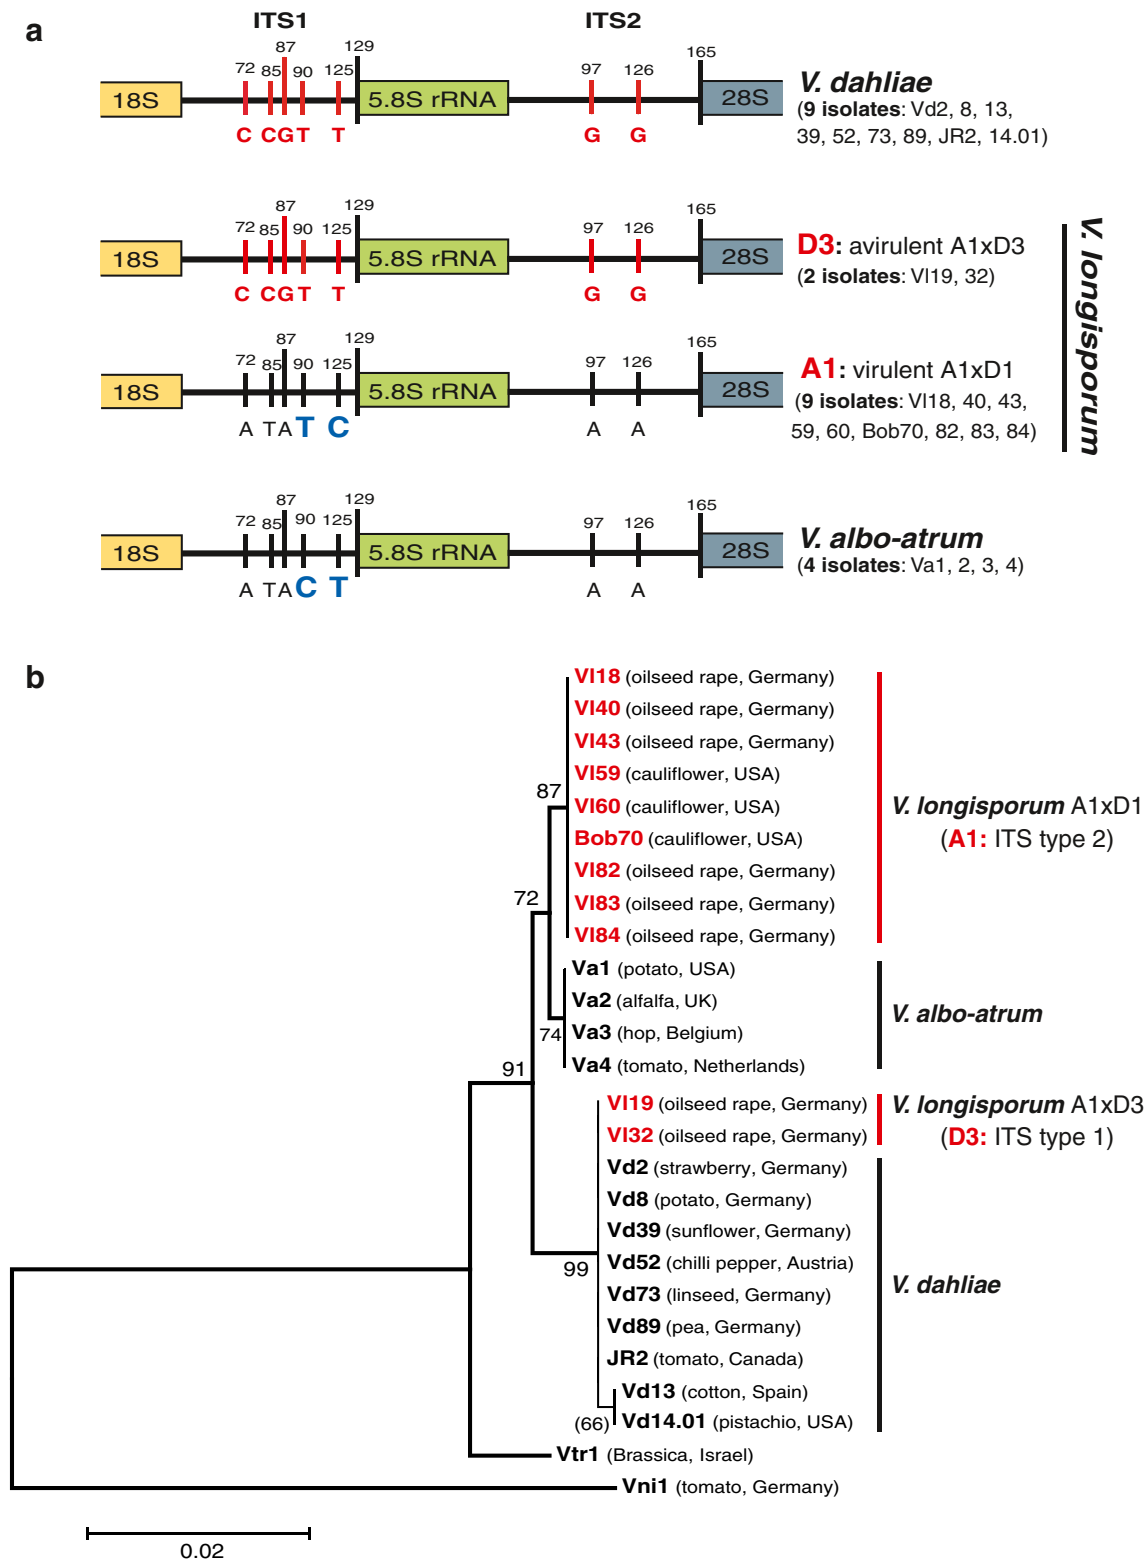 a
ITS1 ITS2
72 85 87 90 125 129 97 126 165
18S 5.8S rRNA 28S
C C G T T G G
V. dahliae
(9 isolates: Vd2, 8, 13,
39, 52, 73, 89, JR2, 14.01)
72 85 87 90 125 129 97 126 165
18S 5.8S rRNA 28S
C C G T T G G
D3: avirulent A1xD3
(2 isolates: Vl19, 32)
72 85 87 90 125 129 97 126 165
18S 5.8S rRNA 28S
A T A T C A A
A1: virulent A1xD1
(9 isolates: Vl18, 40, 43,
59, 60, Bob70, 82, 83, 84)
V. longisporum
72 85 87 90 125 129 97 126 165
18S 5.8S rRNA 28S
A T A C T A A
V. albo-atrum
(4 isolates: Va1, 2, 3, 4)
b
Vl18 (oilseed rape, Germany)
Vl40 (oilseed rape, Germany)
Vl43 (oilseed rape, Germany)
Vl59 (cauliflower, USA)
Vl60 (cauliflower, USA)
Bob70 (cauliflower, USA)
Vl82 (oilseed rape, Germany)
Vl83 (oilseed rape, Germany)
Vl84 (oilseed rape, Germany)
87
V. longisporum A1xD1
(A1: ITS type 2)
72
Va1 (potato, USA)
Va2 (alfalfa, UK)
Va3 (hop, Belgium)
Va4 (tomato, Netherlands)
74
V. albo-atrum
91
Vl19 (oilseed rape, Germany)
Vl32 (oilseed rape, Germany)
V. longisporum A1xD3
(D3: ITS type 1)
Vd2 (strawberry, Germany)
Vd8 (potato, Germany)
Vd39 (sunflower, Germany)
Vd52 (chilli pepper, Austria)
Vd73 (linseed, Germany)
Vd89 (pea, Germany)
JR2 (tomato, Canada)
Vd13 (cotton, Spain)
Vd14.01 (pistachio, USA)
99
(66)
V. dahliae
Vtr1 (Brassica, Israel)
Vni1 (tomato, Germany)
0.02